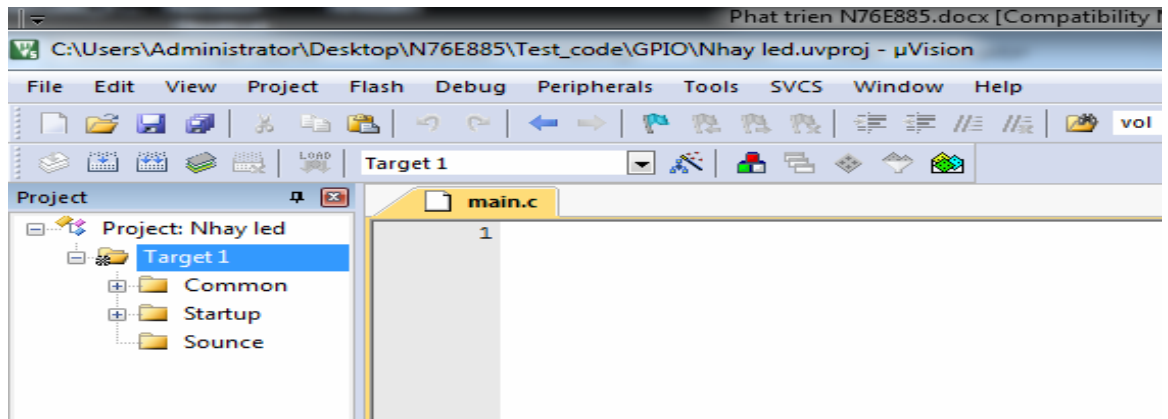 Phat trien N76E885.docx [Compatibility
C:\Users\Administrator\Desktop\N76E885\Test_code\GPIO\Nhay led.uvproj - µVision
File Edit View Project Flash Debug Peripherals Tools SVCS Window Help
vol
LOAD Target 1
Project main.c
Project: Nhay led 1
Target 1
Common
Startup
Sounce